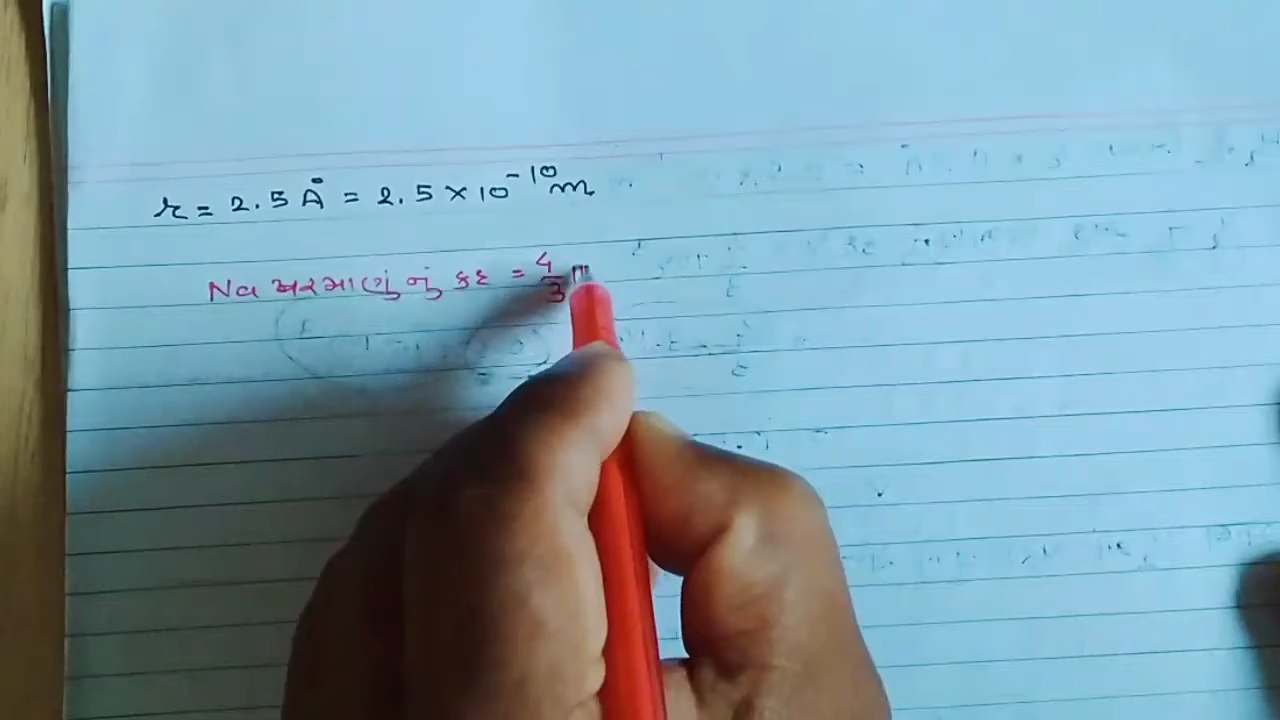 r = 2.5 Å = 2.5 × 10⁻¹⁰ m
Na પરમાણુંનું કદ = 4/3 π